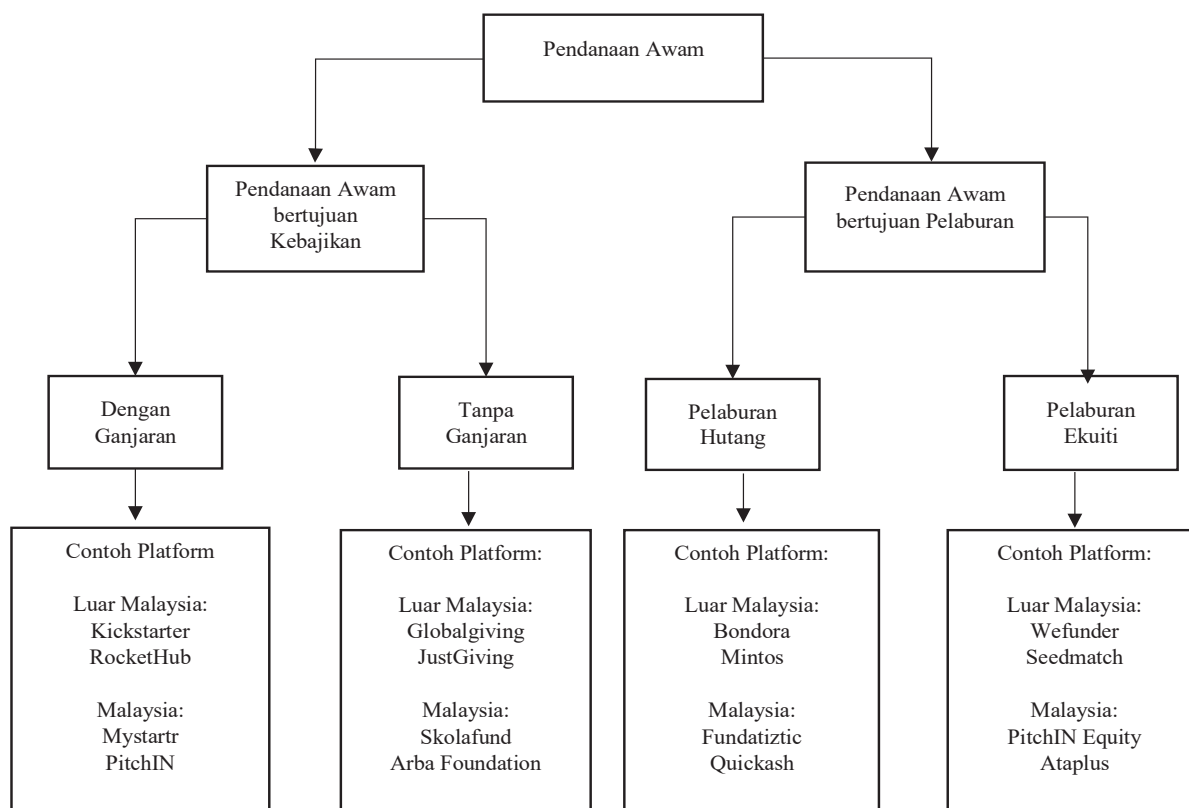 Pendanaan Awam
Pendanaan Awam
bertujuan
Kebajikan
Pendanaan Awam
bertujuan Pelaburan
Dengan
Ganjaran
Tanpa
Ganjaran
Pelaburan
Hutang
Pelaburan
Ekuiti
Contoh Platform
Luar Malaysia:
Kickstarter
RocketHub
Malaysia:
Mystartr
PitchIN
Contoh Platform:
Luar Malaysia:
Globalgiving
JustGiving
Malaysia:
Skolafund
Arba Foundation
Contoh Platform:
Luar Malaysia:
Bondora
Mintos
Malaysia:
Fundatiztic
Quickash
Contoh Platform:
Luar Malaysia:
Wefunder
Seedmatch
Malaysia:
PitchIN Equity
Ataplus